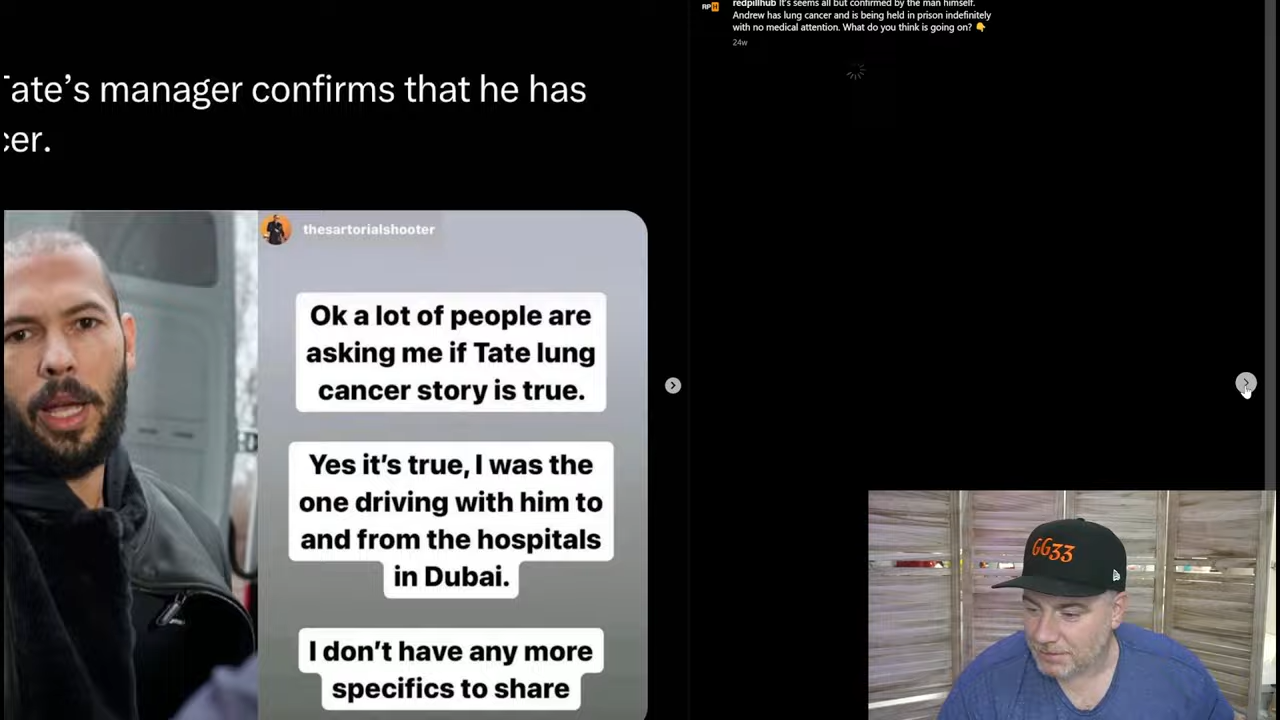 Tate's manager confirms that he has
cer.
thesartorialshooter
Ok a lot of people are
asking me if Tate lung
cancer story is true.
Yes it's true, I was the
one driving with him to
and from the hospitals
in Dubai.
I don't have any more
specifics to share
RPH
redpillhub It's seems all but confirmed by the man himself.
Andrew has lung cancer and is being held in prison indefinitely
with no medical attention. What do you think is going on? 👇
24w
GG33